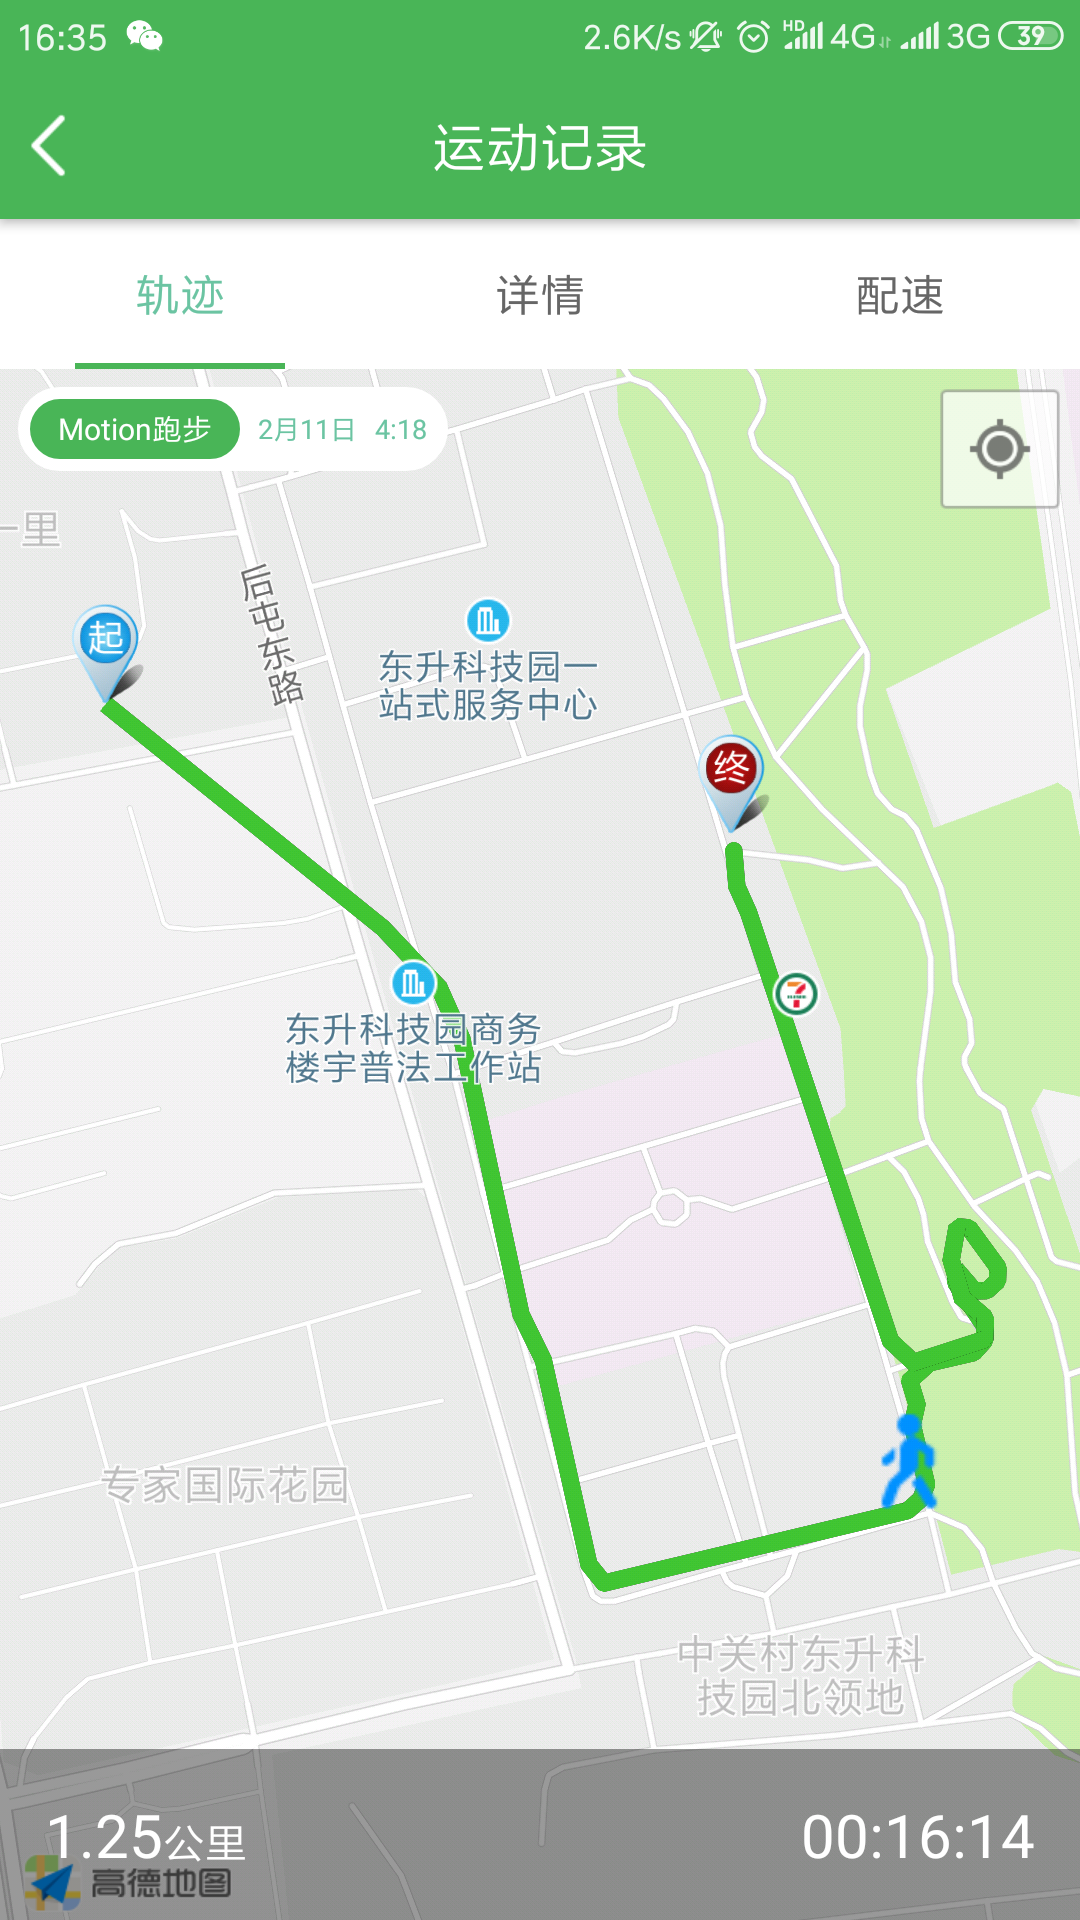 16:35 2.6K/s HD 4G 3G 39
运动记录
轨迹 详情 配速
Motion跑步 2月11日 4:18
一里
后屯东路
起
东升科技园一
站式服务中心
终
7
东升科技园商务
楼宇普法工作站
专家国际花园
中关村东升科
技园北领地
1.25公里 00:16:14
高德地图